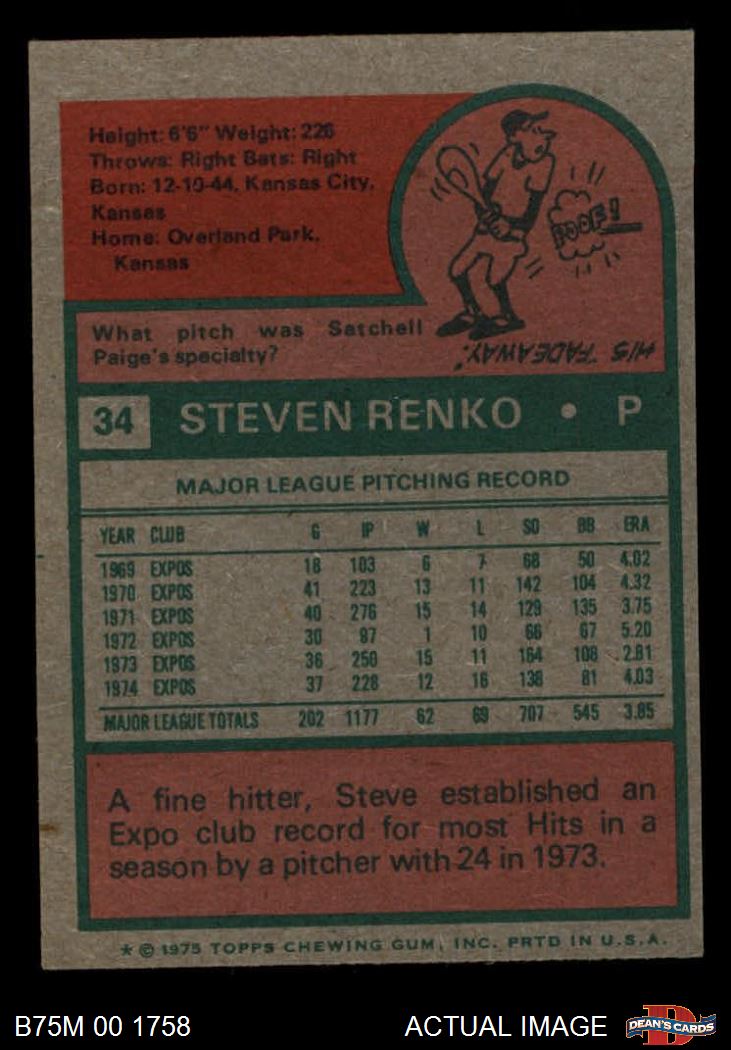 Height: 6'6" Weight: 226
Throws: Right Bats: Right
Born: 12-10-44, Kansas City,
Kansas
Home: Overland Park,
Kansas
POOF!
What pitch was Satchell
Paige's specialty?
HIS "FADEAWAY."
34 STEVEN RENKO • P
MAJOR LEAGUE PITCHING RECORD
YEAR CLUB G IP W L SO BB ERA
1969 EXPOS 18 103 6 7 68 50 4.02
1970 EXPOS 41 223 13 11 142 104 4.32
1971 EXPOS 40 276 15 14 129 135 3.75
1972 EXPOS 30 97 1 10 66 67 5.20
1973 EXPOS 36 250 15 11 164 108 2.81
1974 EXPOS 37 228 12 16 138 81 4.03
MAJOR LEAGUE TOTALS 202 1177 62 69 707 545 3.85
A fine hitter, Steve established an
Expo club record for most Hits in a
season by a pitcher with 24 in 1973.
* © 1975 TOPPS CHEWING GUM, INC. PRTD IN U.S.A.
B75M 00 1758 ACTUAL IMAGE DEAN'S CARDS